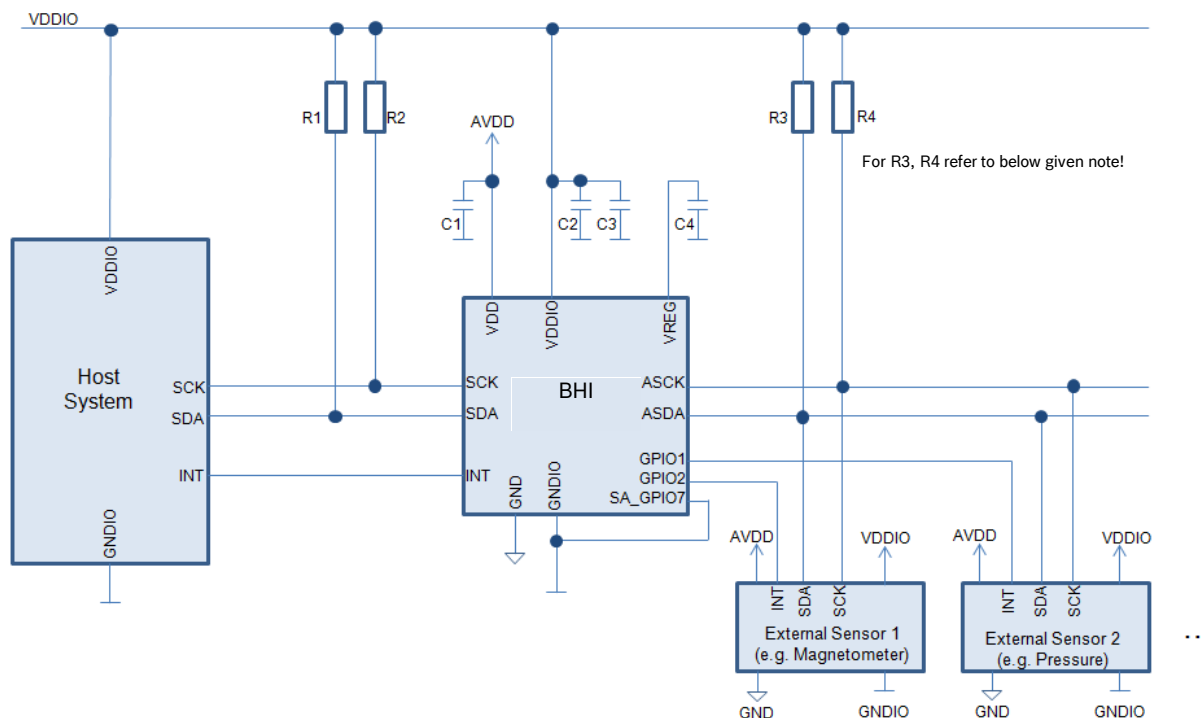 VDDIO
R1
R2
R3
R4
AVDD
For R3, R4 refer to below given note!
C1
C2
C3
C4
VDDIO
VDD
VDDIO
VREG
Host
System
SCK
SDA
INT
GNDIO
SCK
SDA
INT
BHI
ASCK
ASDA
GPIO1
GPIO2
SA_GPIO7
GND
GNDIO
AVDD
VDDIO
AVDD
VDDIO
INT
SDA
SCK
INT
SDA
SCK
External Sensor 1
(e.g. Magnetometer)
External Sensor 2
(e.g. Pressure)
..
GND
GNDIO
GND
GNDIO